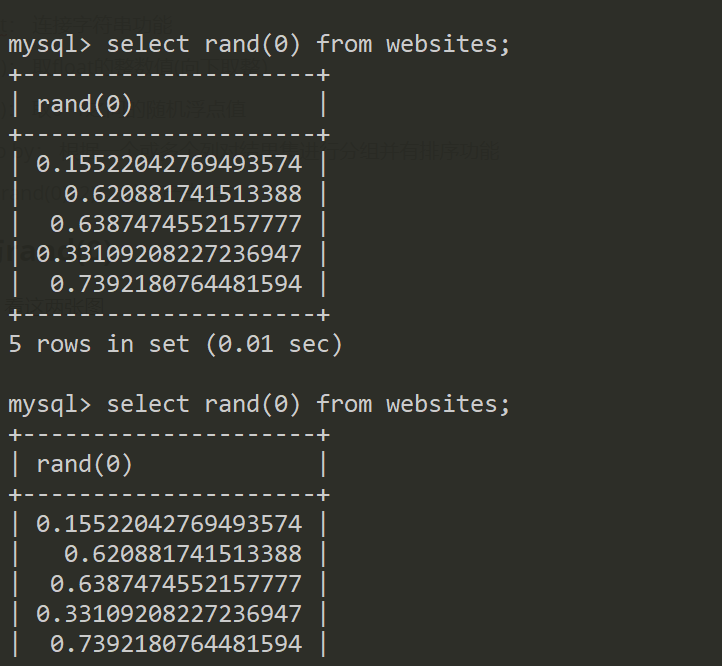 mysql> select rand(0) from websites;
+---------------------+
| rand(0)             |
+---------------------+
| 0.15522042769493574 |
|   0.620881741513388 |
|  0.6387474552157777 |
| 0.33109208227236947 |
|  0.7392180764481594 |
+---------------------+
5 rows in set (0.01 sec)
mysql> select rand(0) from websites;
+---------------------+
| rand(0)             |
+---------------------+
| 0.15522042769493574 |
|   0.620881741513388 |
|  0.6387474552157777 |
| 0.33109208227236947 |
|  0.7392180764481594 |